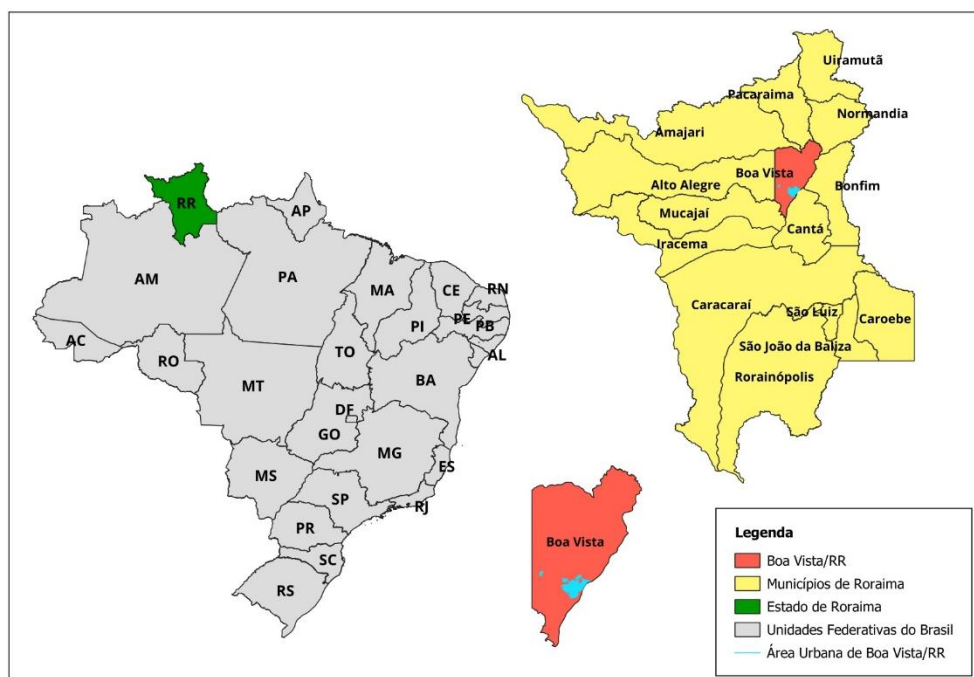 Uiramutã
Pacaraima
Normandia
Amajari
Boa Vista
Alto Alegre
Bonfim
Mucajaí
Cantá
Iracema
Caracaraí
São Luiz
Caroebe
São João da Baliza
Rorainópolis
RR
AP
AM
PA
MA
CE
RN
PI
PE
PB
AC
RO
TO
AL
MT
BA
DF
GO
MG
MS
ES
SP
RJ
PR
SC
RS
Boa Vista
Legenda
Boa Vista/RR
Municípios de Roraima
Estado de Roraima
Unidades Federativas do Brasil
Área Urbana de Boa Vista/RR